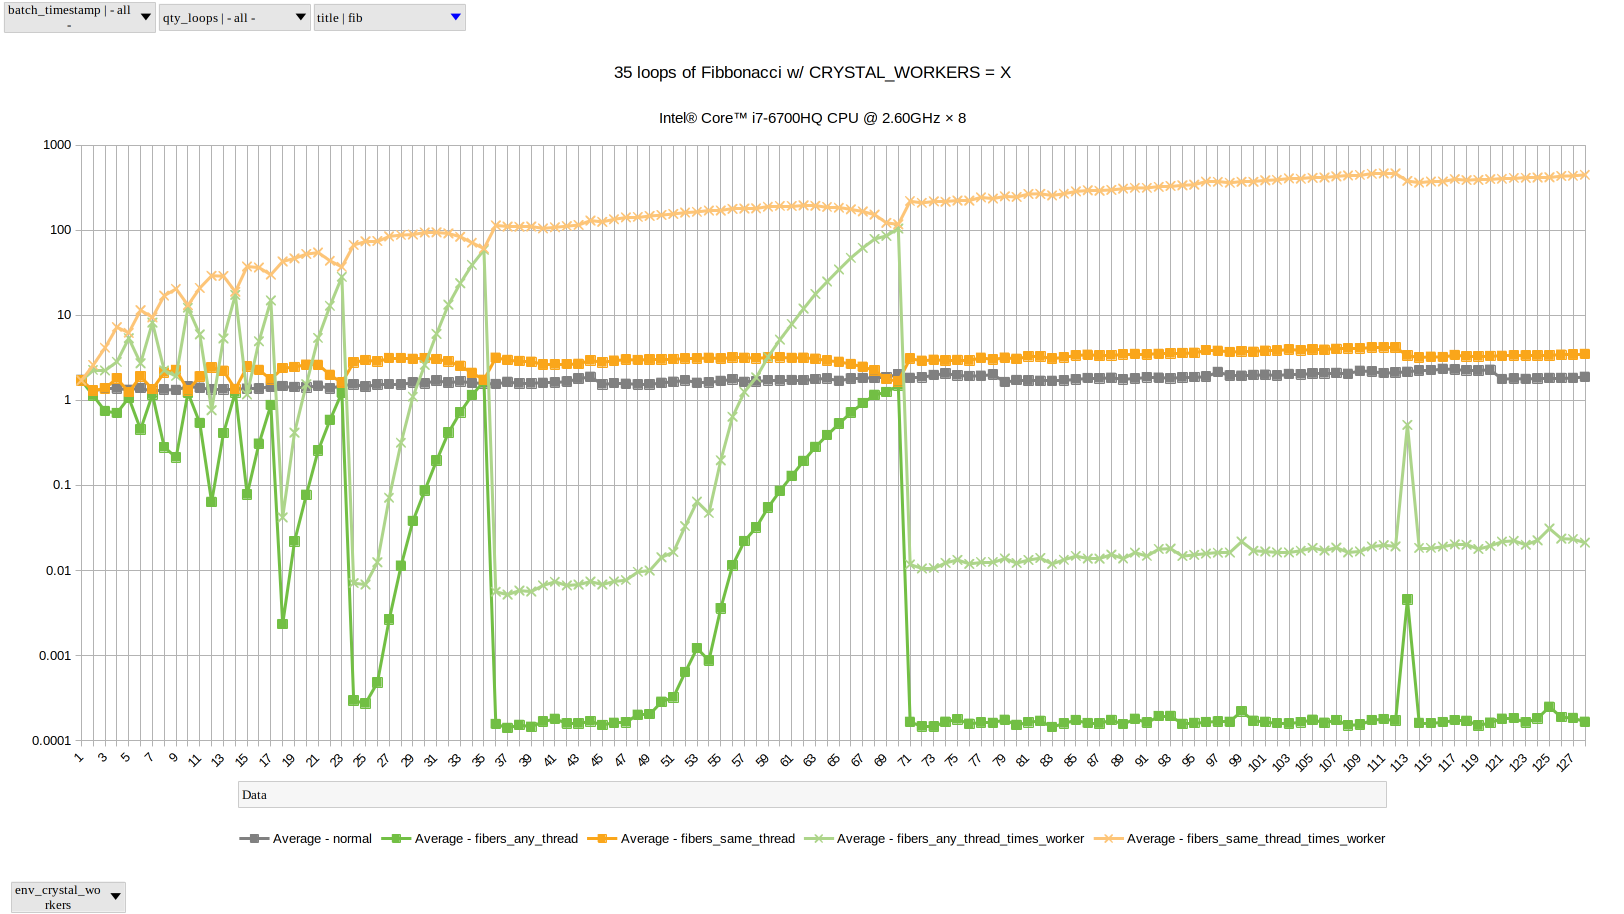 batch_timestamp | - all
-
qty_loops | - all -
title | fib
35 loops of Fibbonacci w/ CRYSTAL_WORKERS = X
Intel® Core™ i7-6700HQ CPU @ 2.60GHz × 8
1000
100
10
1
0.1
0.01
0.001
0.0001
1 3 5 7 9 11 13 15 17 19 21 23 25 27 29 31 33 35 37 39 41 43 45 47 49 51 53 55 57 59 61 63 65 67 69 71 73 75 77 79 81 83 85 87 89 91 93 95 97 99 101 103 105 107 109 111 113 115 117 119 121 123 125 127
Data
Average - normal Average - fibers_any_thread Average - fibers_same_thread Average - fibers_any_thread_times_worker Average - fibers_same_thread_times_worker
env_crystal_wo
rkers